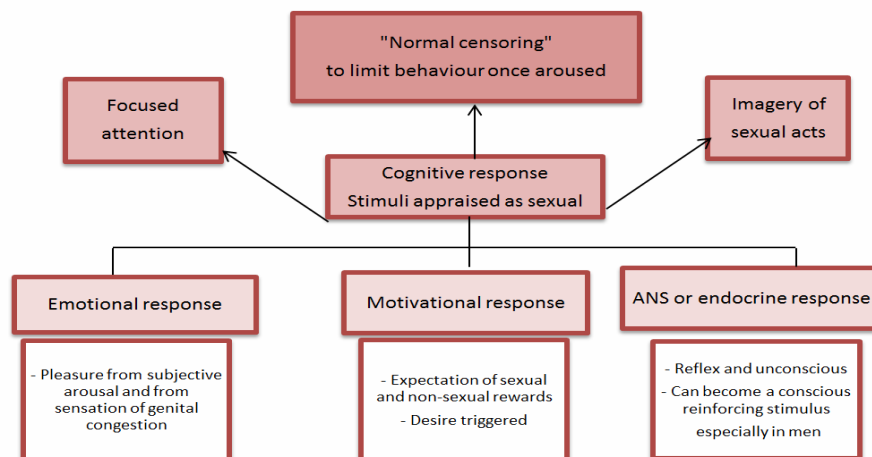 "Normal censoring"
to limit behaviour once aroused
Focused
attention
Imagery of
sexual acts
Cognitive response
Stimuli appraised as sexual
Emotional response
Motivational response
ANS or endocrine response
- Pleasure from subjective
arousal and from
sensation of genital
congestion
- Expectation of sexual
and non-sexual rewards
- Desire triggered
- Reflex and unconscious
- Can become a conscious
reinforcing stimulus
especially in men